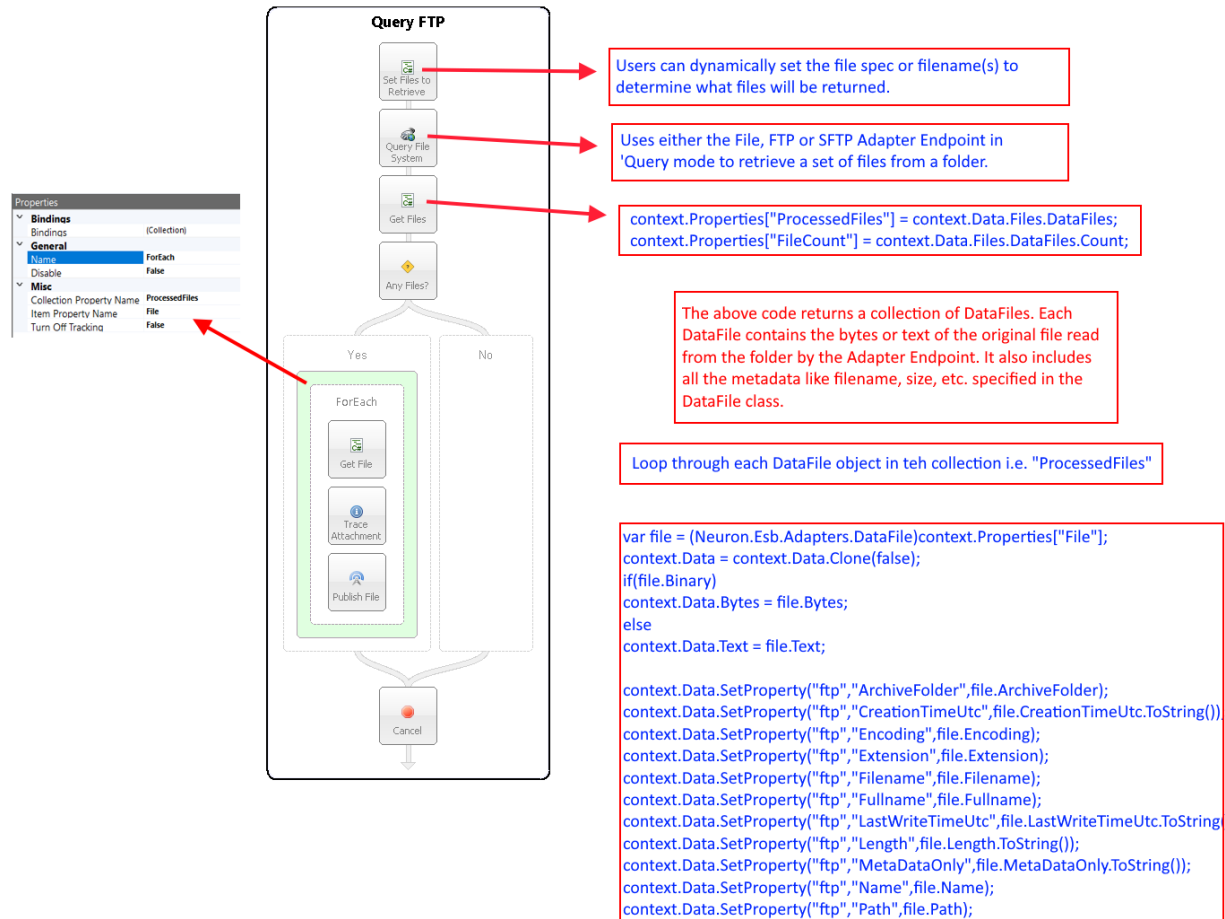 Query FTP
Set Files to
Retrieve
Users can dynamically set the file spec or filename(s) to
determine what files will be returned.
Query File
System
Uses either the File, FTP or SFTP Adapter Endpoint in
'Query mode to retrieve a set of files from a folder.
Get Files
context.Properties["ProcessedFiles"] = context.Data.Files.DataFiles;
context.Properties["FileCount"] = context.Data.Files.DataFiles.Count;
Properties
Bindings
Bindings (Collection)
General
Name ForEach
Disable False
Misc
Collection Property Name ProcessedFiles
Item Property Name File
Turn Off Tracking False
Any Files?
The above code returns a collection of DataFiles. Each
DataFile contains the bytes or text of the original file read
from the folder by the Adapter Endpoint. It also includes
all the metadata like filename, size, etc. specified in the
DataFile class.
Yes
No
ForEach
C#
Get File
Trace
Attachment
Publish File
Loop through each DataFile object in teh collection i.e. "ProcessedFiles"
var file = (Neuron.Esb.Adapters.DataFile)context.Properties["File"];
context.Data = context.Data.Clone(false);
if(file.Binary)
context.Data.Bytes = file.Bytes;
else
context.Data.Text = file.Text;
context.Data.SetProperty("ftp","ArchiveFolder",file.ArchiveFolder);
context.Data.SetProperty("ftp","CreationTimeUtc",file.CreationTimeUtc.ToString());
context.Data.SetProperty("ftp","Encoding",file.Encoding);
context.Data.SetProperty("ftp","Extension",file.Extension);
context.Data.SetProperty("ftp","Filename",file.Filename);
context.Data.SetProperty("ftp","Fullname",file.Fullname);
context.Data.SetProperty("ftp","LastWriteTimeUtc",file.LastWriteTimeUtc.ToString(
context.Data.SetProperty("ftp","Length",file.Length.ToString());
context.Data.SetProperty("ftp","MetaDataOnly",file.MetaDataOnly.ToString());
context.Data.SetProperty("ftp","Name",file.Name);
context.Data.SetProperty("ftp","Path",file.Path);
Cancel